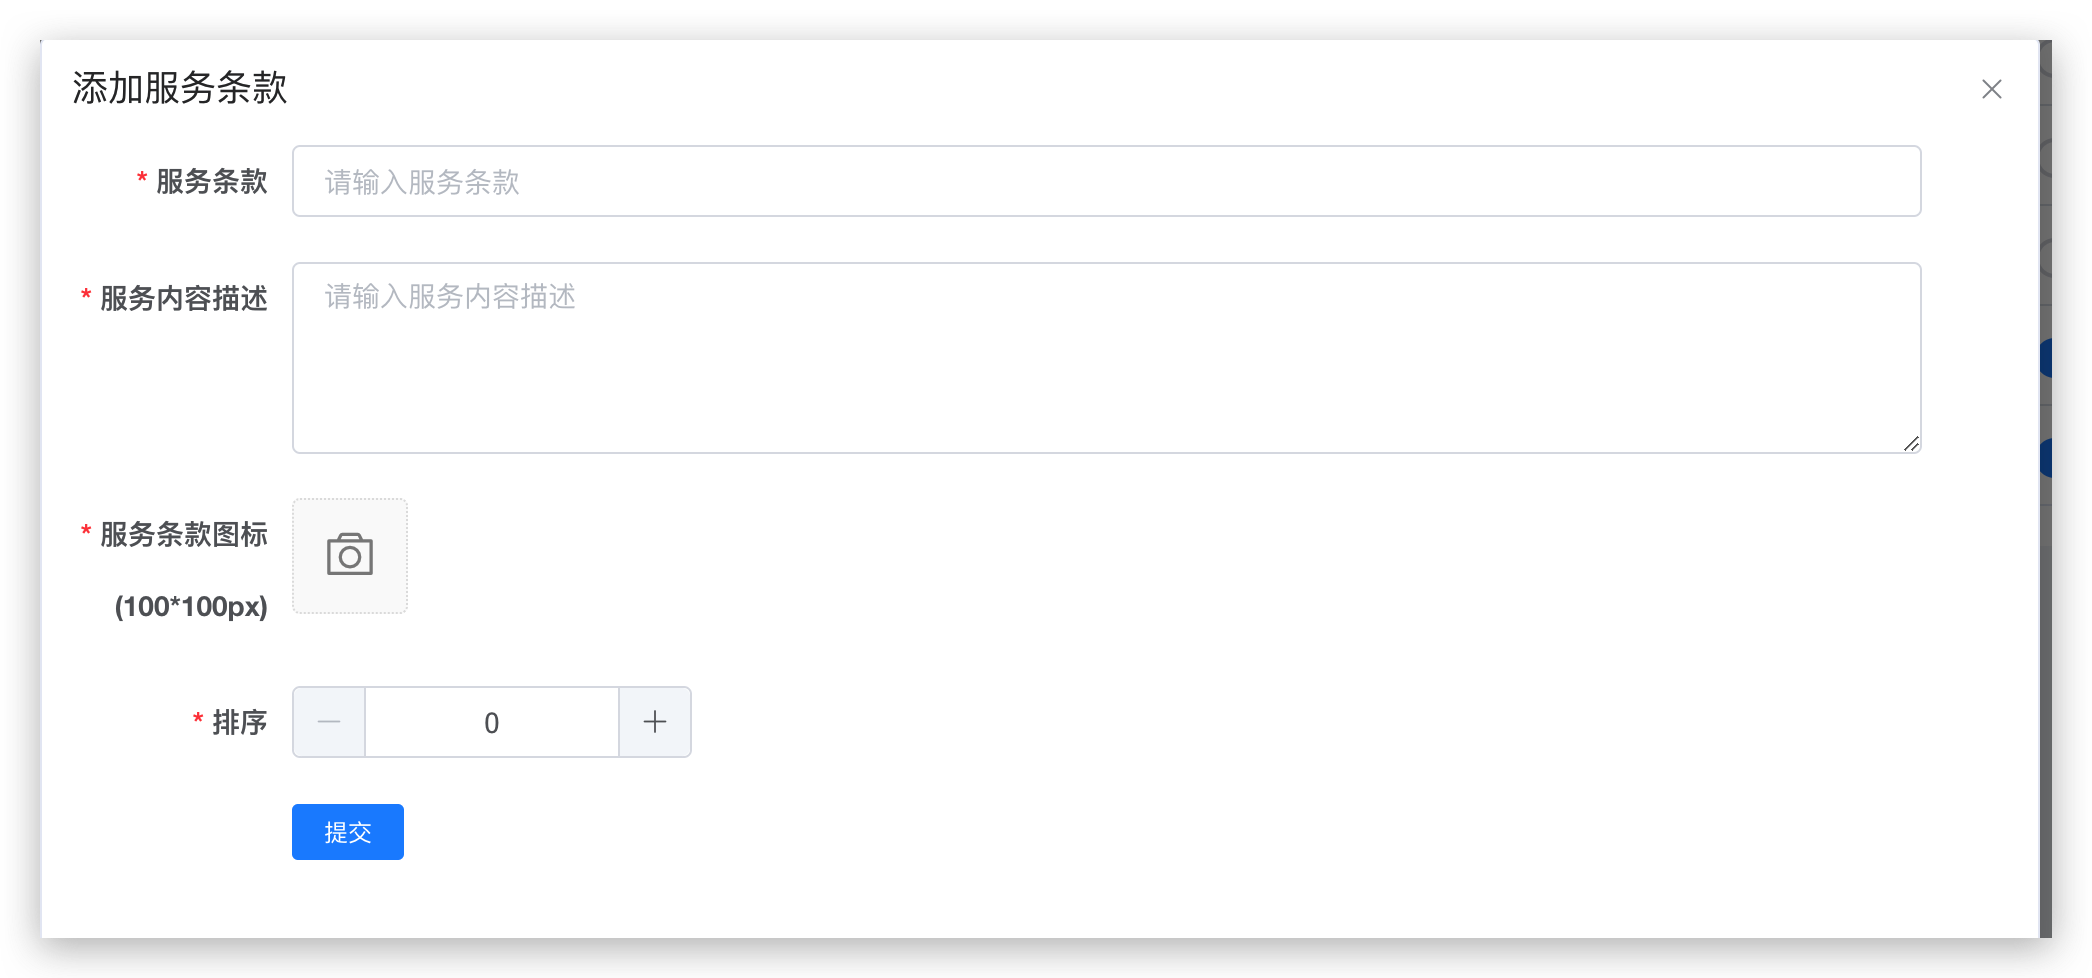 添加服务条款
* 服务条款
请输入服务条款
* 服务内容描述
请输入服务内容描述
* 服务条款图标
(100*100px)
* 排序
0
提交